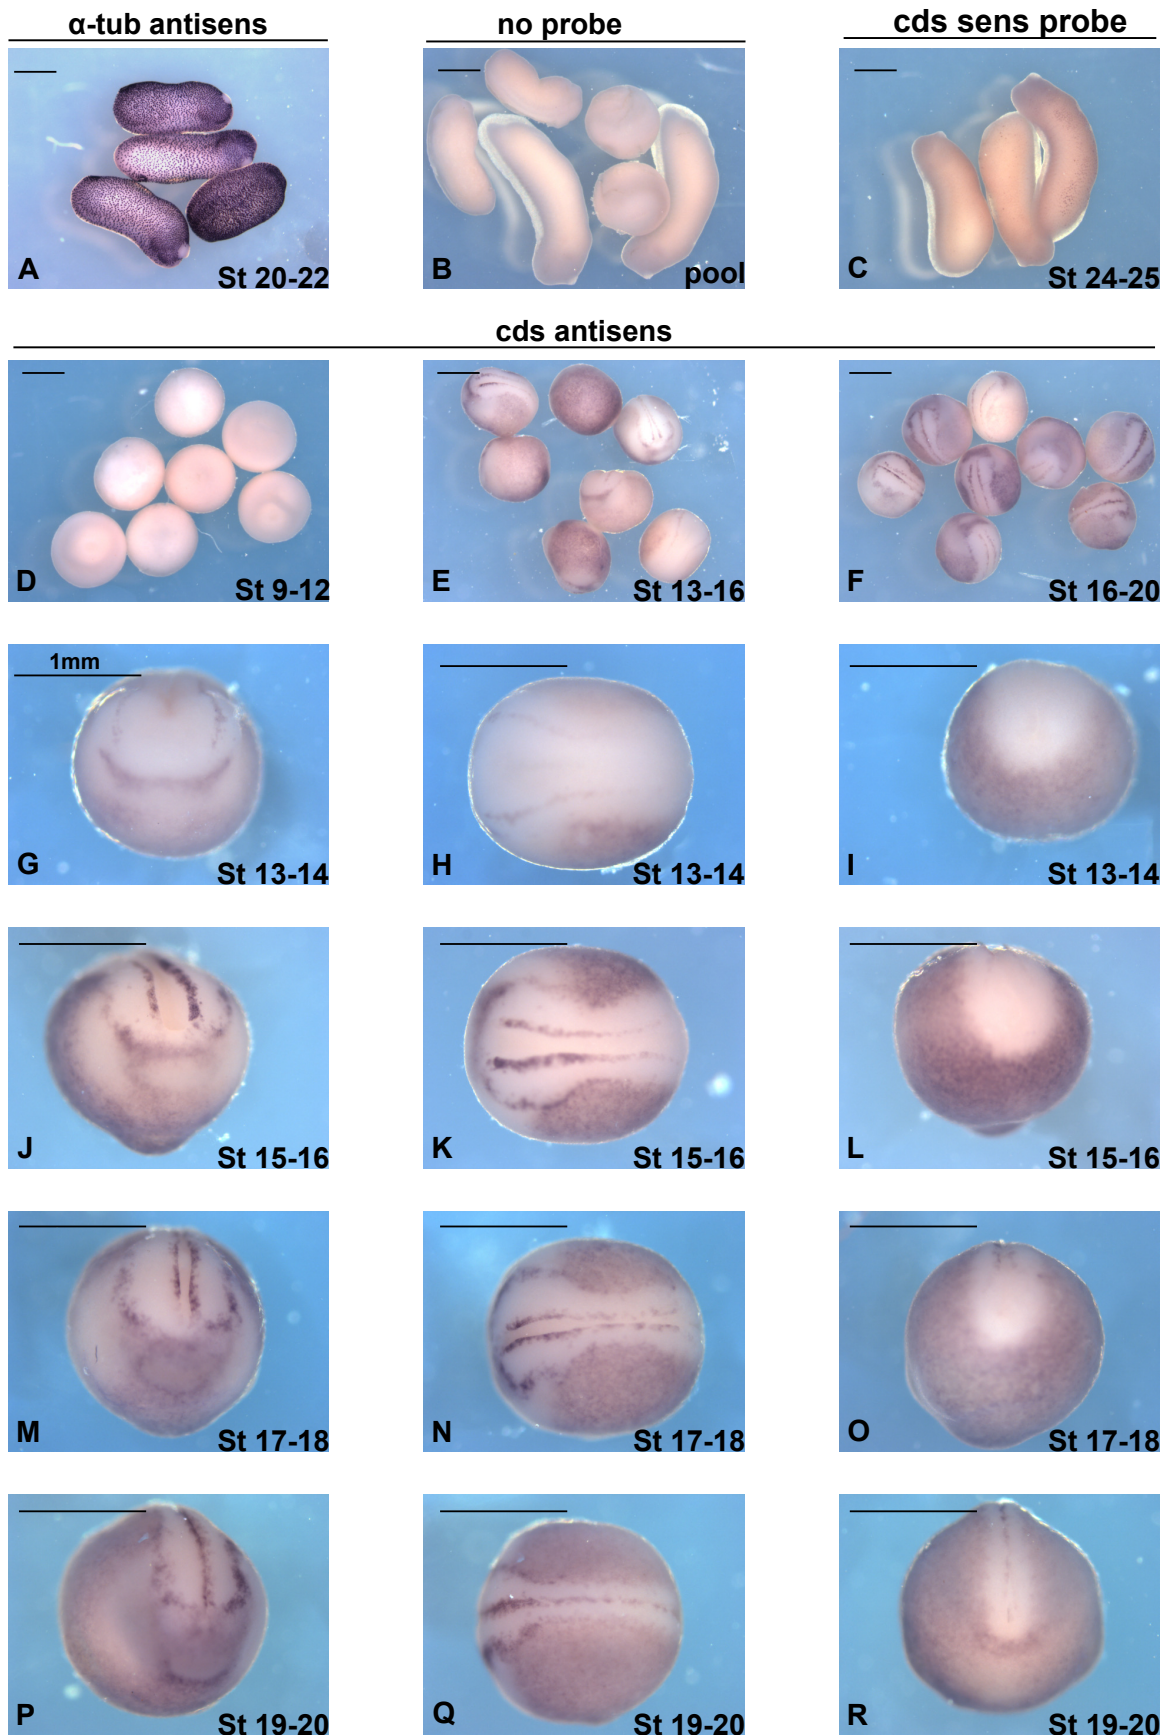 α-tub antisens
no probe
cds sens probe
A
St 20-22
B
pool
C
St 24-25
cds antisens
D
St 9-12
E
St 13-16
F
St 16-20
1mm
G
St 13-14
H
St 13-14
I
St 13-14
J
St 15-16
K
St 15-16
L
St 15-16
M
St 17-18
N
St 17-18
O
St 17-18
P
St 19-20
Q
St 19-20
R
St 19-20